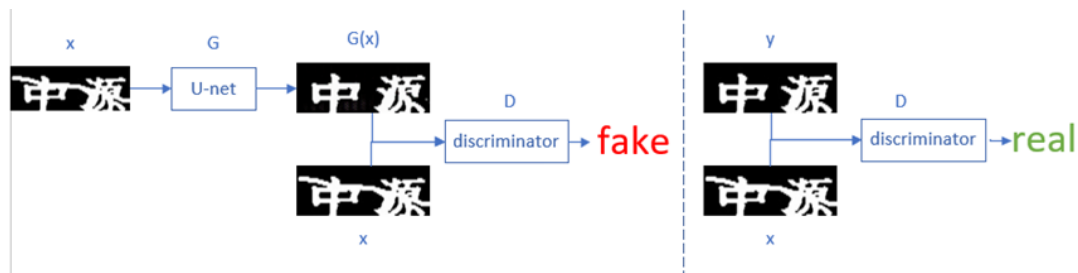 x G G(x) y
中源 U-net 中源 中源
D D
discriminator fake discriminator real
中源 中源
x x